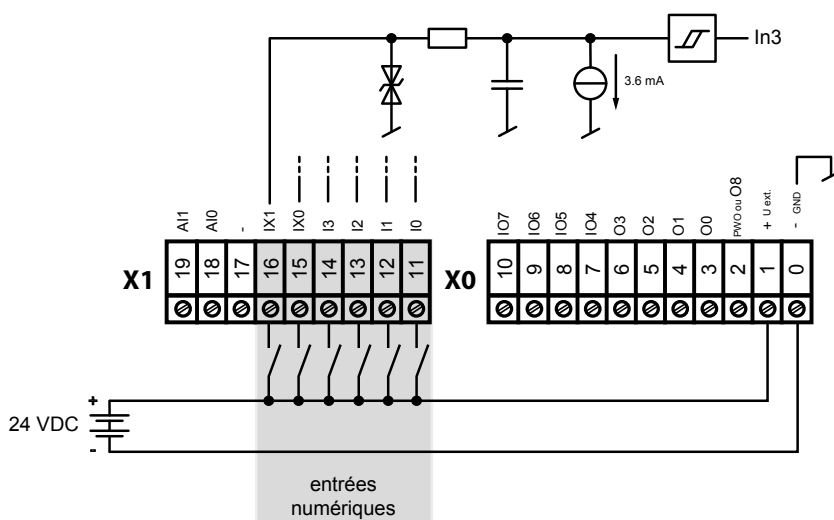 In3
3.6 mA
AI1
AI0
-
IX1
IX0
I3
I2
I1
I0
IO7
IO6
IO5
IO4
O3
O2
O1
O0
PWO ou O8
+ U ext.
- GND
X1
19
18
17
16
15
14
13
12
11
X0
10
9
8
7
6
5
4
3
2
1
0
+
24 VDC
-
entrées
numériques